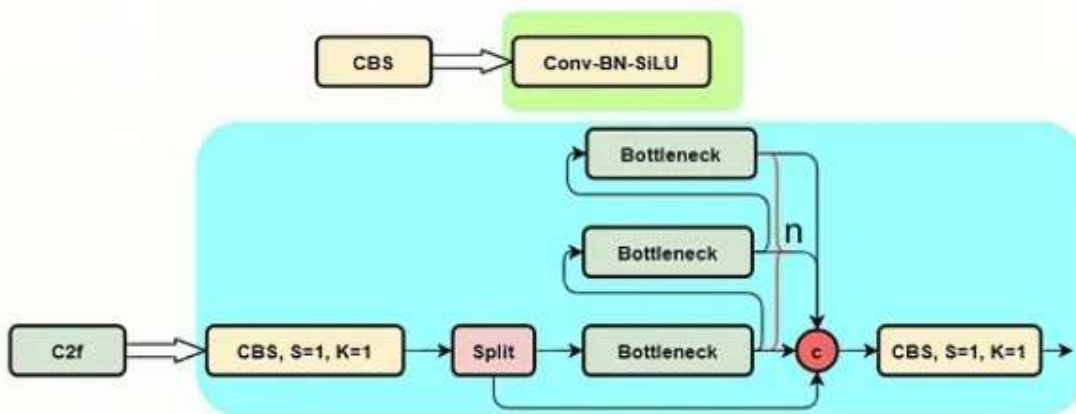 CBS
Conv-BN-SiLU
Bottleneck
n
Bottleneck
C2f
CBS, S=1, K=1
Split
Bottleneck
c
CBS, S=1, K=1